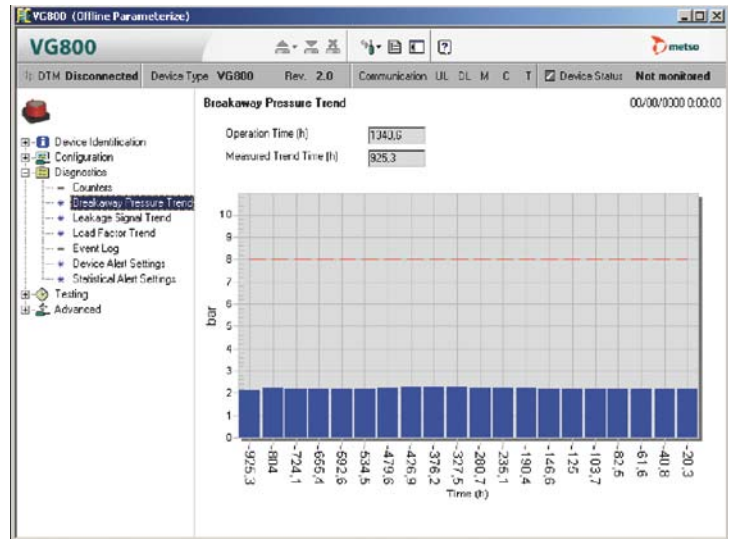 VG800 (Offline Parameterize)
VG800
metso
DTM Disconnected Device Type VG800 Rev. 2.0 Communication UL DL M C T Device Status Not monitored
Breakaway Pressure Trend 00/00/0000 0:00:00
Operation Time (h) 1040,6
Measured Trend Time (h) 925,3
Device Identification
Configuration
Diagnostics
Counters
Breakaway Pressure Trend
Leakage Signal Trend
Load Factor Trend
Event Log
Device Alert Settings
Statistical Alert Settings
Testing
Advanced
bar
10
9
8
7
6
5
4
3
2
1
0
-925,3
-804
-724,1
-665,4
-592,6
-534,5
-479,6
-426,9
-376,2
-327,5
-280,7
-235,1
-190,4
-146,6
-125
-103,7
-82,5
-61,6
-40,8
-20,3
Time (h)